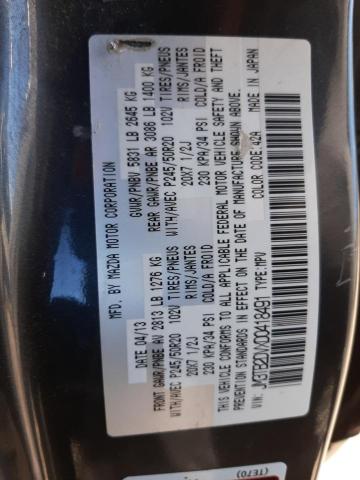 MFD. BY MAZDA MOTOR CORPORATION
GVWR/PNBV 5831 LB 2645 KG
DATE 04/13
FRONT GAWR/PNBE AV 2813 LB 1276 KG REAR GAWR/PNBE AR 3086 LB 1400 KG
WITH/AVEC P245/50R20 102V TIRES/PNEUS WITH/AVEC P245/50R20 102V TIRES/PNEUS
20X7 1/2J RIMS/JANTES 20X7 1/2J RIMS/JANTES
230 KPA/34 PSI COLD/A FROID 230 KPA/34 PSI COLD/A FROID
THIS VEHICLE CONFORMS TO ALL APPLICABLE FEDERAL MOTOR VEHICLE SAFETY AND THEFT
PREVENTION STANDARDS IN EFFECT ON THE DATE OF MANUFACTURE SHOWN ABOVE.
VIN: TYPE:MPV COLOR CODE:42A MADE IN JAPAN
(TE70)